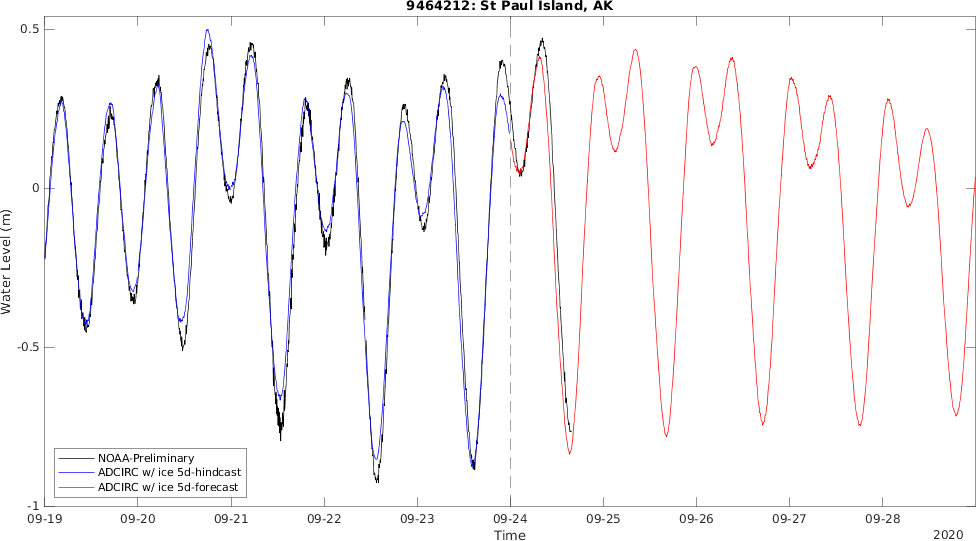 9464212: St Paul Island, AK
0.5
0
-0.5
-1
Water Level (m)
NOAA-Preliminary
ADCIRC w/ ice 5d-hindcast
ADCIRC w/ ice 5d-forecast
09-19 09-20 09-21 09-22 09-23 09-24 09-25 09-26 09-27 09-28
Time
2020